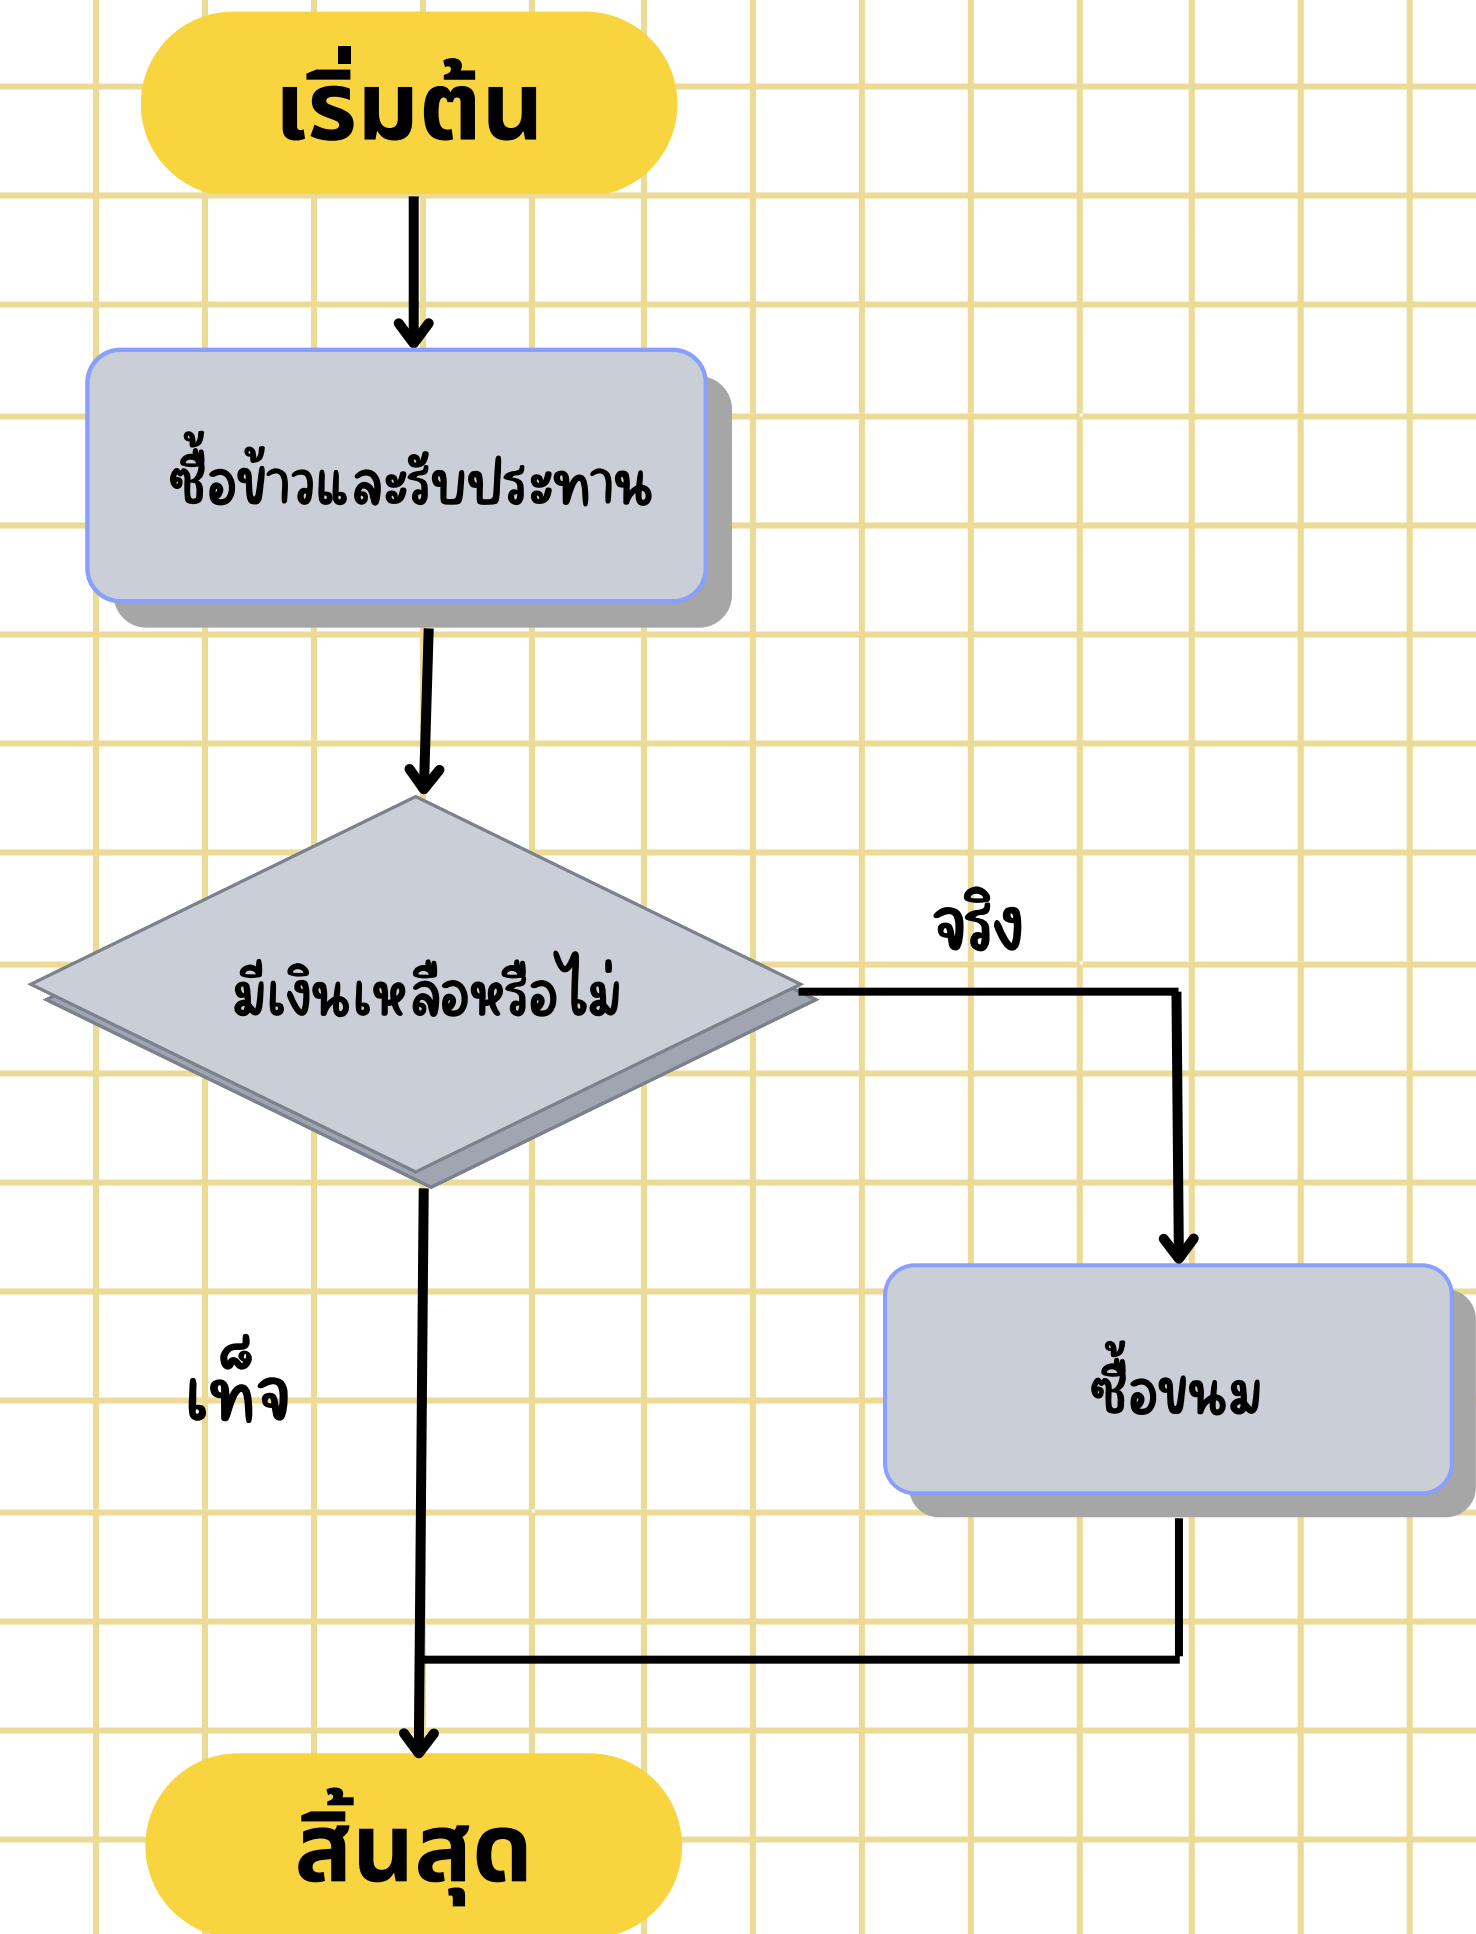 เริ่มต้น
ซื้อข้าวและรับประทาน
มีเงินเหลือหรือไม่
จริง
เท็จ
ซื้อขนม
สิ้นสุด